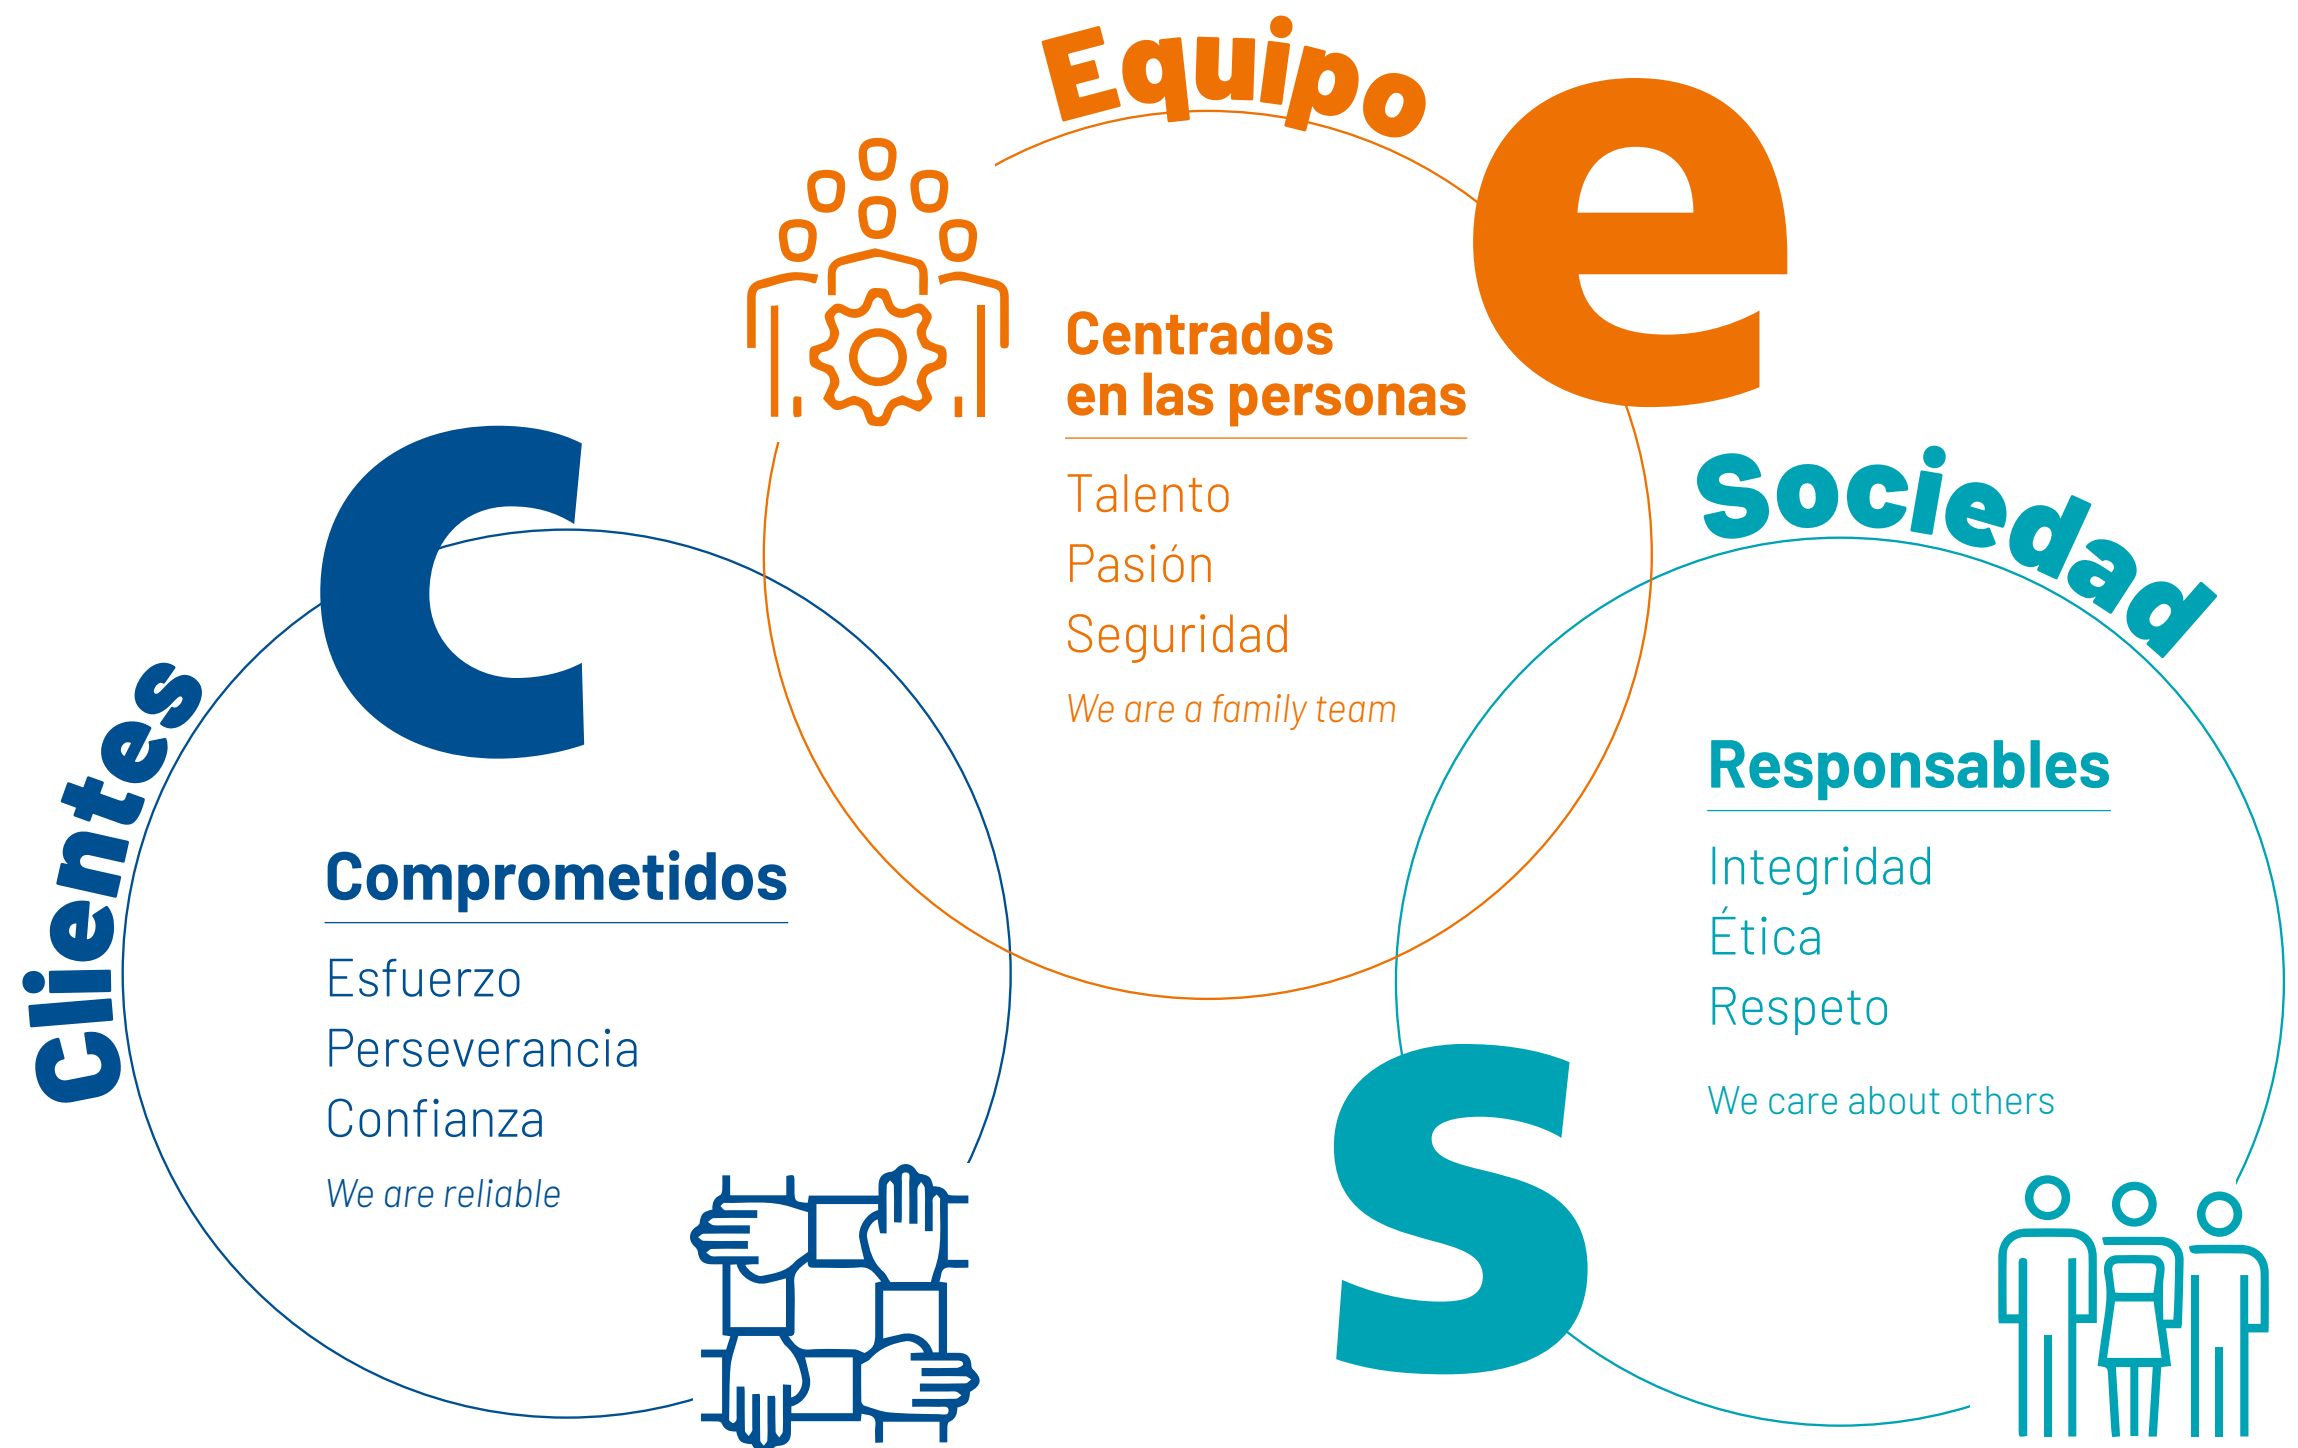 Clientes
C
Comprometidos
Esfuerzo
Perseverancia
Confianza
We are reliable
Equipo
e
Centrados
en las personas
Talento
Pasión
Seguridad
We are a family team
Sociedad
s
Responsables
Integridad
Ética
Respeto
We care about others